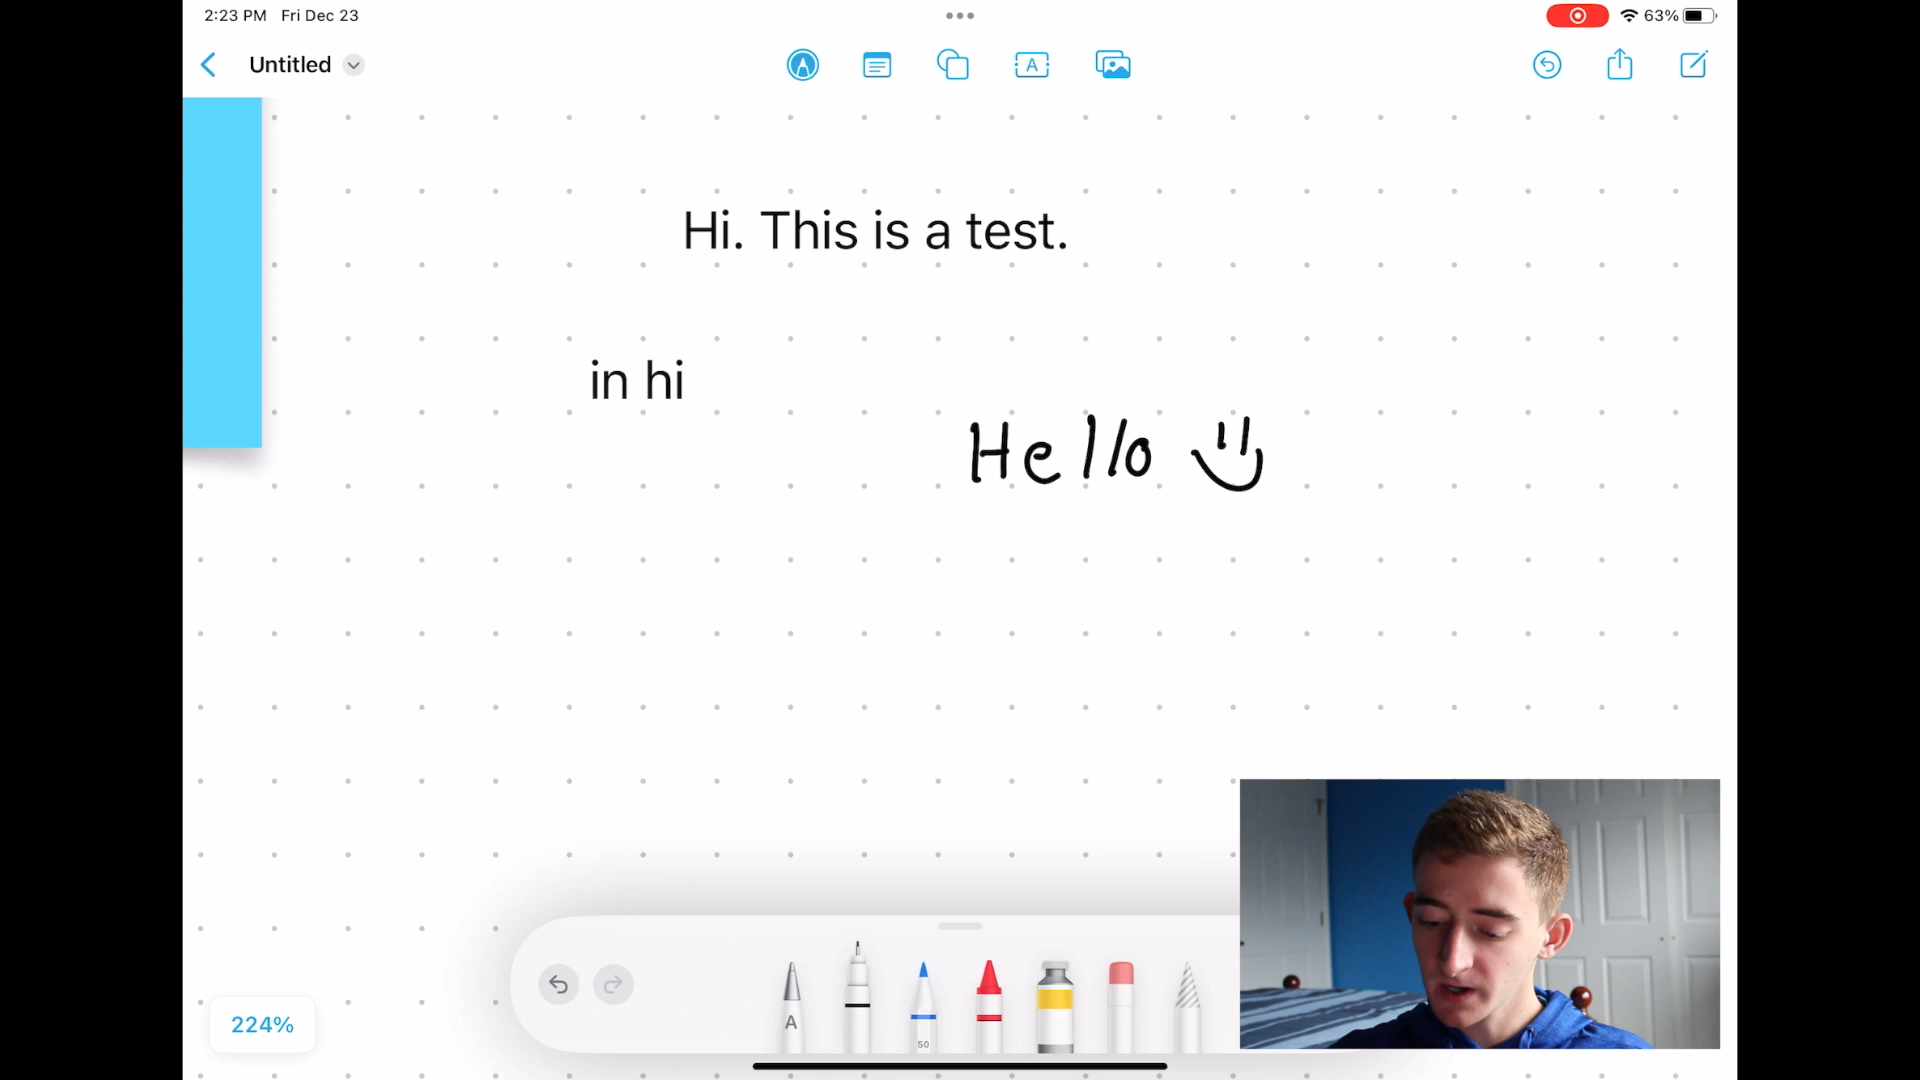 2:23 PM Fri Dec 23
63%
Untitled
A
Hi. This is a test.
in hi
Hello
A
50
224%